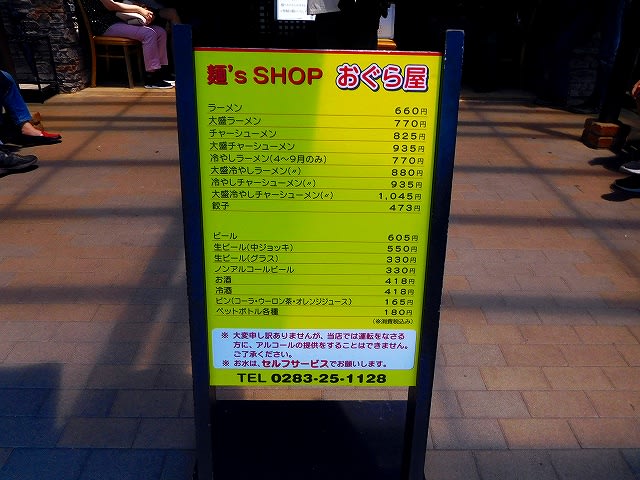 麺's SHOP おぐら屋
ラーメン 660円
大盛ラーメン 770円
チャーシューメン 825円
大盛チャーシューメン 935円
冷やしラーメン(4〜9月のみ) 770円
大盛冷やしラーメン(〃) 880円
冷やしチャーシューメン(〃) 935円
大盛冷やしチャーシューメン(〃) 1,045円
餃子 473円
ビール 605円
生ビール(中ジョッキ) 550円
生ビール(グラス) 330円
ノンアルコールビール 330円
お酒 418円
冷酒 418円
ビン(コーラ・ウーロン茶・オレンジジュース) 165円
ペットボトル各種 180円
(※消費税込み)
※ 大変申し訳ありませんが、当店では運転をなさる
方に、アルコールの提供をすることはできません。
ご了承ください。
※ お水は、セルフサービスでお願いします。
TEL 0283-25-1128